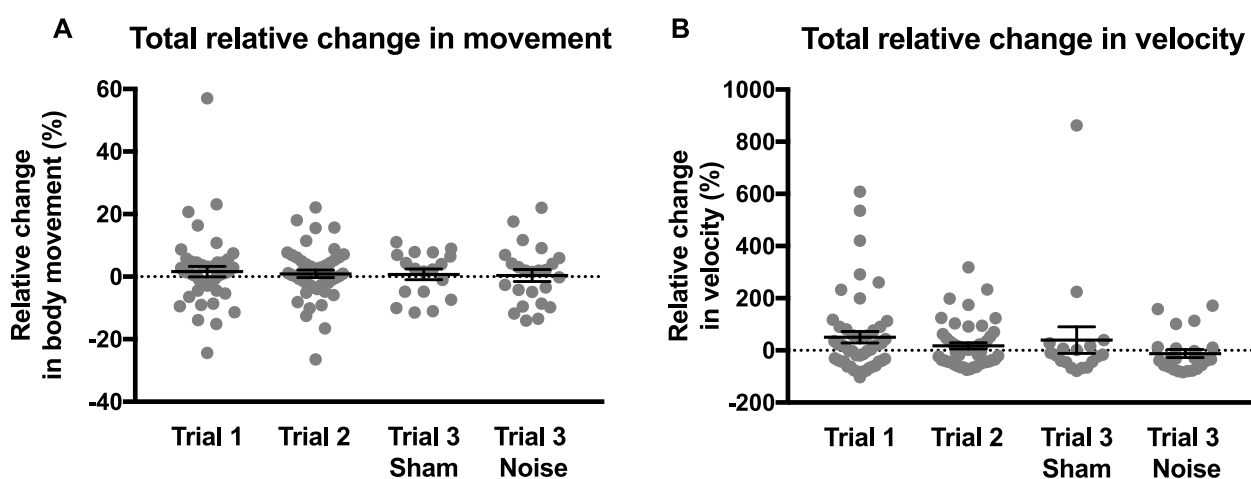 A Total relative change in movement
Relative change
in body movement (%)
60
40
20
0
-20
-40
Trial 1 Trial 2 Trial 3 Trial 3
Sham Noise
B Total relative change in velocity
Relative change
in velocity (%)
1000
800
600
400
200
0
-200
Trial 1 Trial 2 Trial 3 Trial 3
Sham Noise